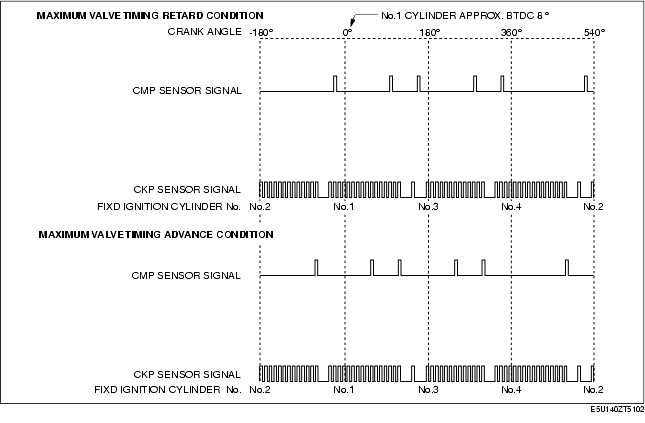 MAXIMUM VALVE TIMING RETARD CONDITION
No.1 CYLINDER APPROX. BTDC 8°
CRANK ANGLE -180° 0° 180° 360° 540°
CMP SENSOR SIGNAL
CKP SENSOR SIGNAL
FIXD IGNITION CYLINDER No. No.2 No.1 No.3 No.4 No.2
MAXIMUM VALVE TIMING ADVANCE CONDITION
CMP SENSOR SIGNAL
CKP SENSOR SIGNAL
FIXD IGNITION CYLINDER No. No.2 No.1 No.3 No.4 No.2
E5U140ZT5102